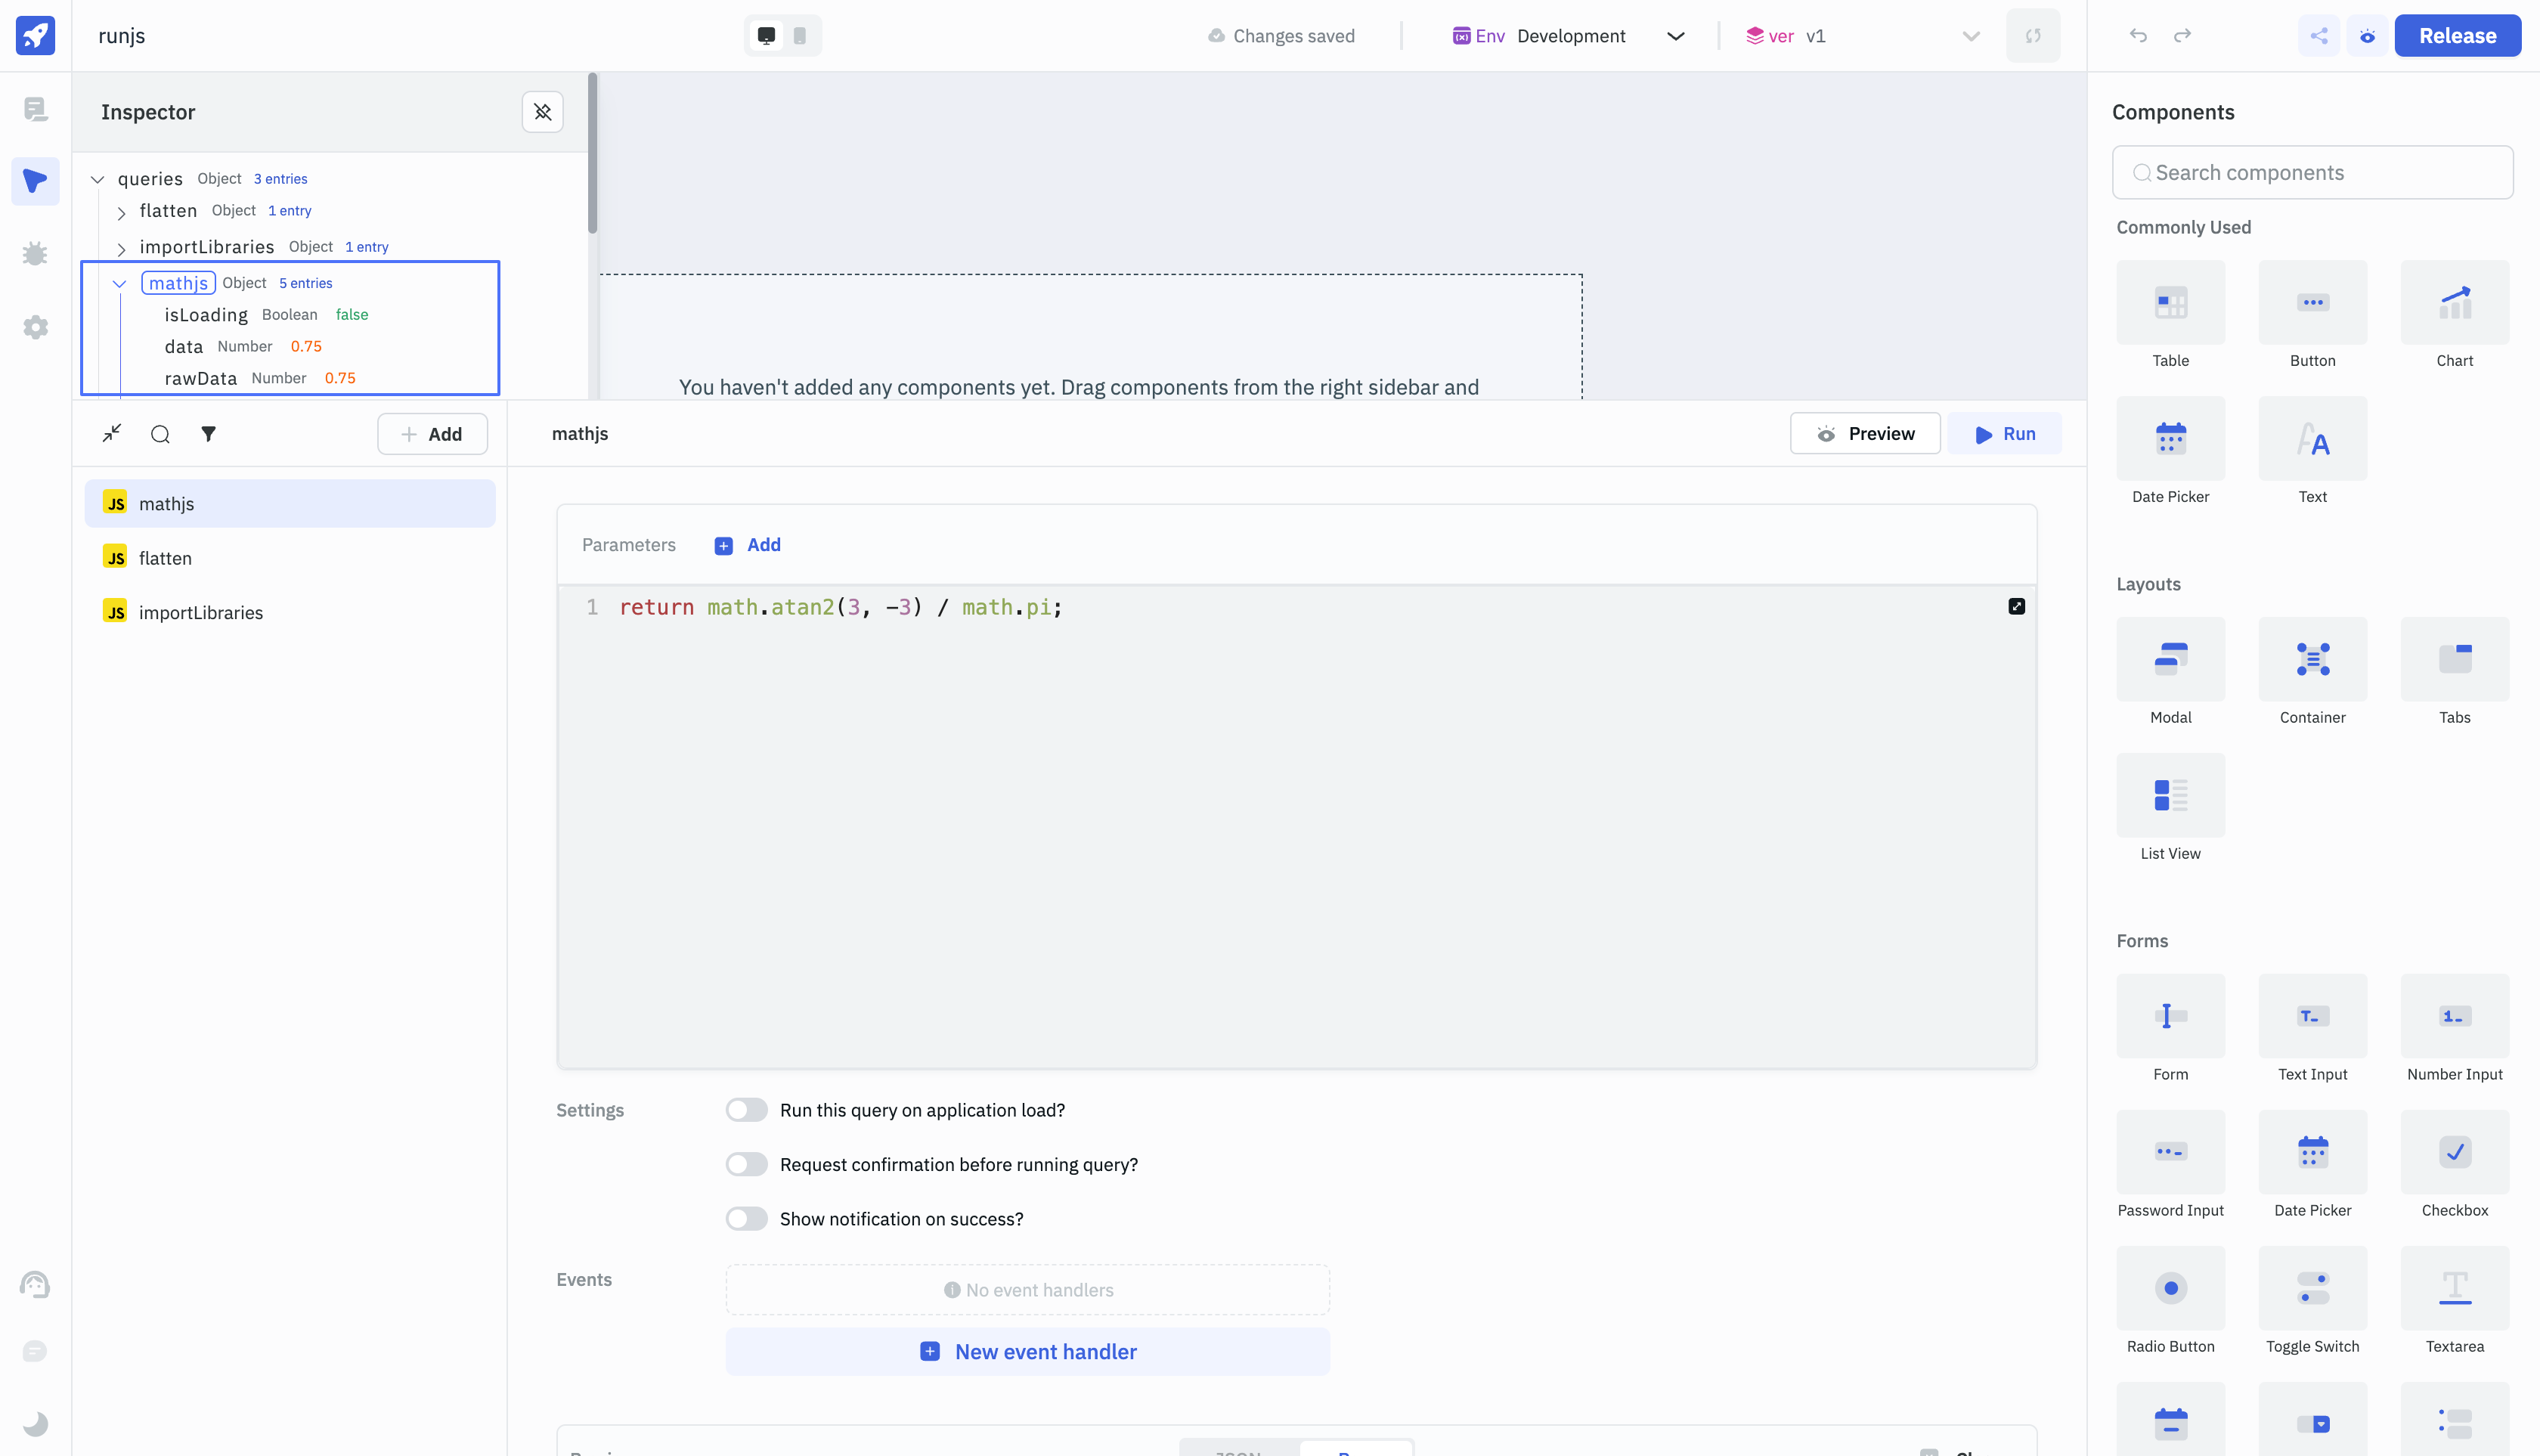 runjs
Changes saved
Env Development
ver v1
Release
Inspector
queries Object 3 entries
flatten Object 1 entry
importLibraries Object 1 entry
mathjs Object 5 entries
isLoading Boolean false
data Number 0.75
rawData Number 0.75
You haven't added any components yet. Drag components from the right sidebar and
Add
JS mathjs
JS flatten
JS importLibraries
mathjs
Preview
Run
Parameters
Add
1 return math.atan2(3, -3) / math.pi;
Settings
Run this query on application load?
Request confirmation before running query?
Show notification on success?
Events
No event handlers
New event handler
Components
Search components
Commonly Used
Table
Button
Chart
Date Picker
Text
Layouts
Modal
Container
Tabs
List View
Forms
Form
Text Input
Number Input
Password Input
Date Picker
Checkbox
Radio Button
Toggle Switch
Textarea